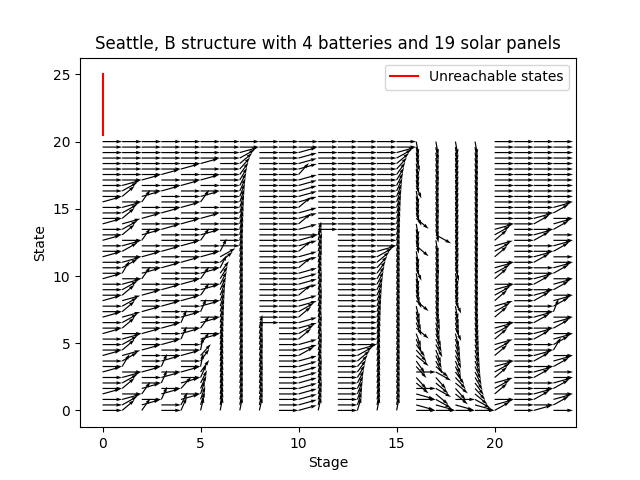 Seattle, B structure with 4 batteries and 19 solar panels
Unreachable states
25
20
15
10
5
0
State
0
5
10
15
20
Stage